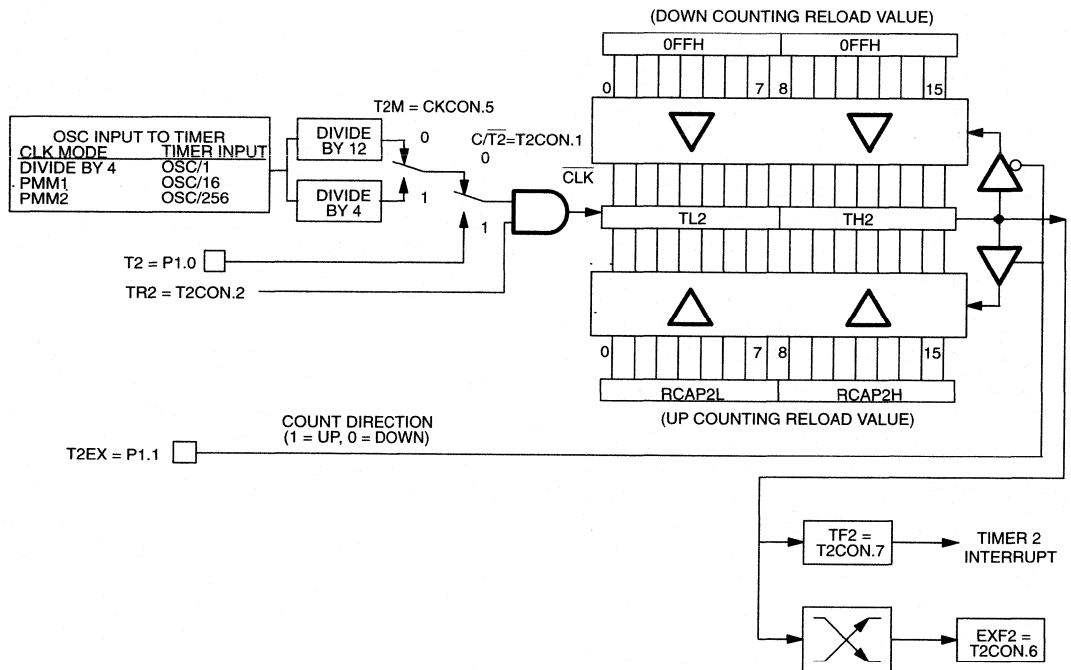 (DOWN COUNTING RELOAD VALUE)
0FFH 0FFH
0 7 8 15
T2M = CKCON.5
OSC INPUT TO TIMER
CLK MODE TIMER INPUT
DIVIDE BY 4 OSC/1
PMM1 OSC/16
PMM2 OSC/256
DIVIDE
BY 12
0
C/T2=T2CON.1
0
DIVIDE
BY 4
1
1
CLK
TL2 TH2
T2 = P1.0
TR2 = T2CON.2
0 7 8 15
RCAP2L RCAP2H
(UP COUNTING RELOAD VALUE)
COUNT DIRECTION
(1 = UP, 0 = DOWN)
T2EX = P1.1
TF2 =
T2CON.7
TIMER 2
INTERRUPT
EXF2 =
T2CON.6